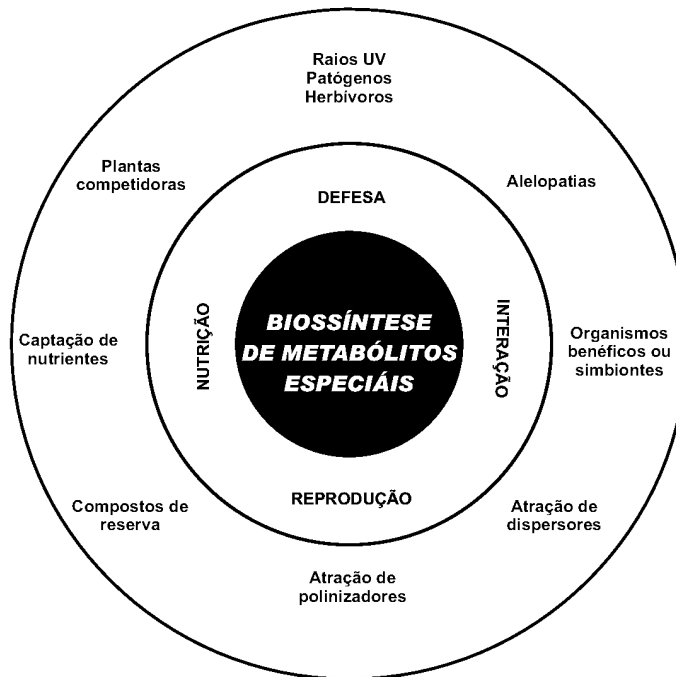 Raios UV
Patógenos
Herbívoros
Plantas
competidoras
Alelopatias
DEFESA
NUTRIÇÃO
BIOSSÍNTESE
DE METABÓLITOS
ESPECIÁIS
INTERAÇÃO
Captação de
nutrientes
Organismos
benéficos ou
simbiontes
REPRODUÇÃO
Compostos de
reserva
Atração de
dispersores
Atração de
polinizadores